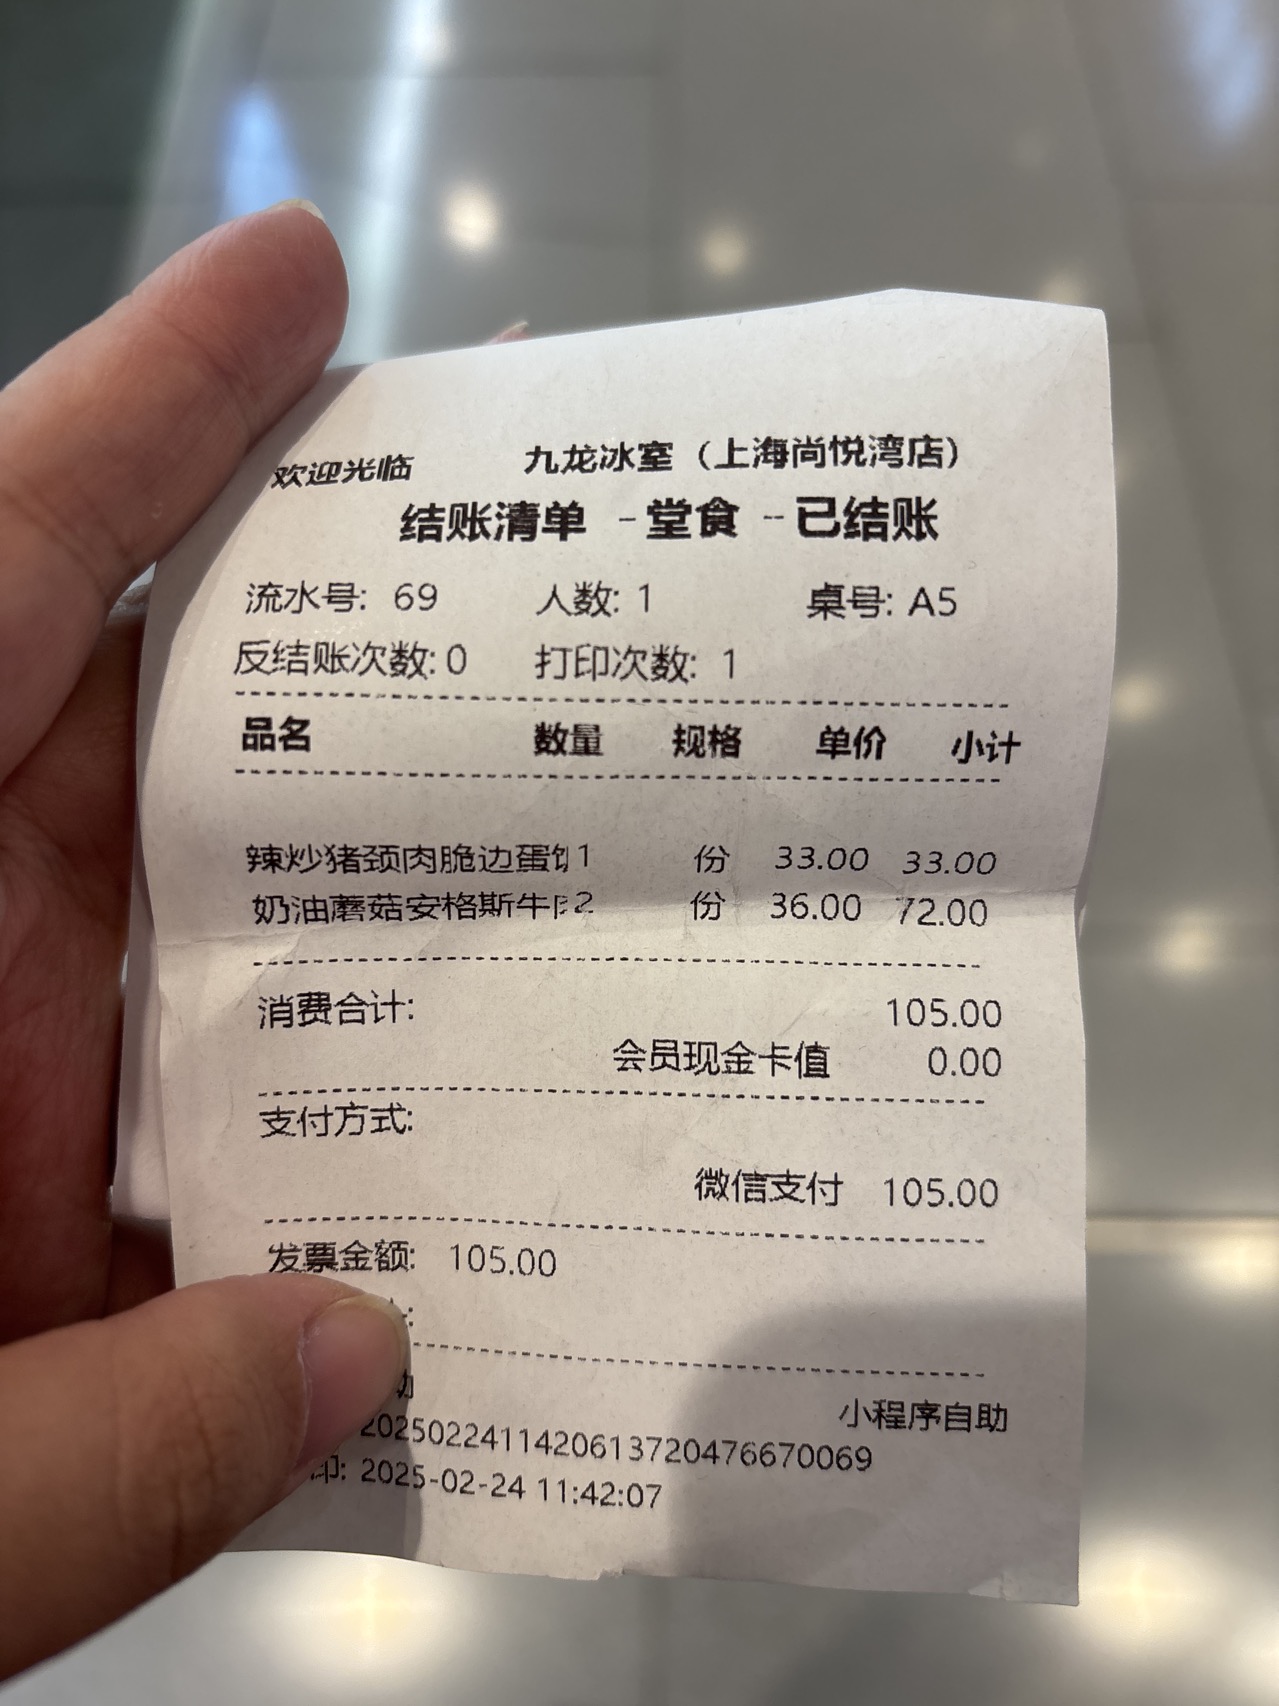 欢迎光临 九龙冰室（上海尚悦湾店）
结账清单 - 堂食 -- 已结账
流水号: 69 人数: 1 桌号: A5
反结账次数: 0 打印次数: 1
品名 数量 规格 单价 小计
辣炒猪颈肉脆边蛋 1 份 33.00 33.00
奶油蘑菇安格斯牛 2 份 36.00 72.00
消费合计: 105.00
会员现金卡值 0.00
支付方式:
微信支付 105.00
发票金额: 105.00
小程序自助
2025022411420613720476670069
印: 2025-02-24 11:42:07